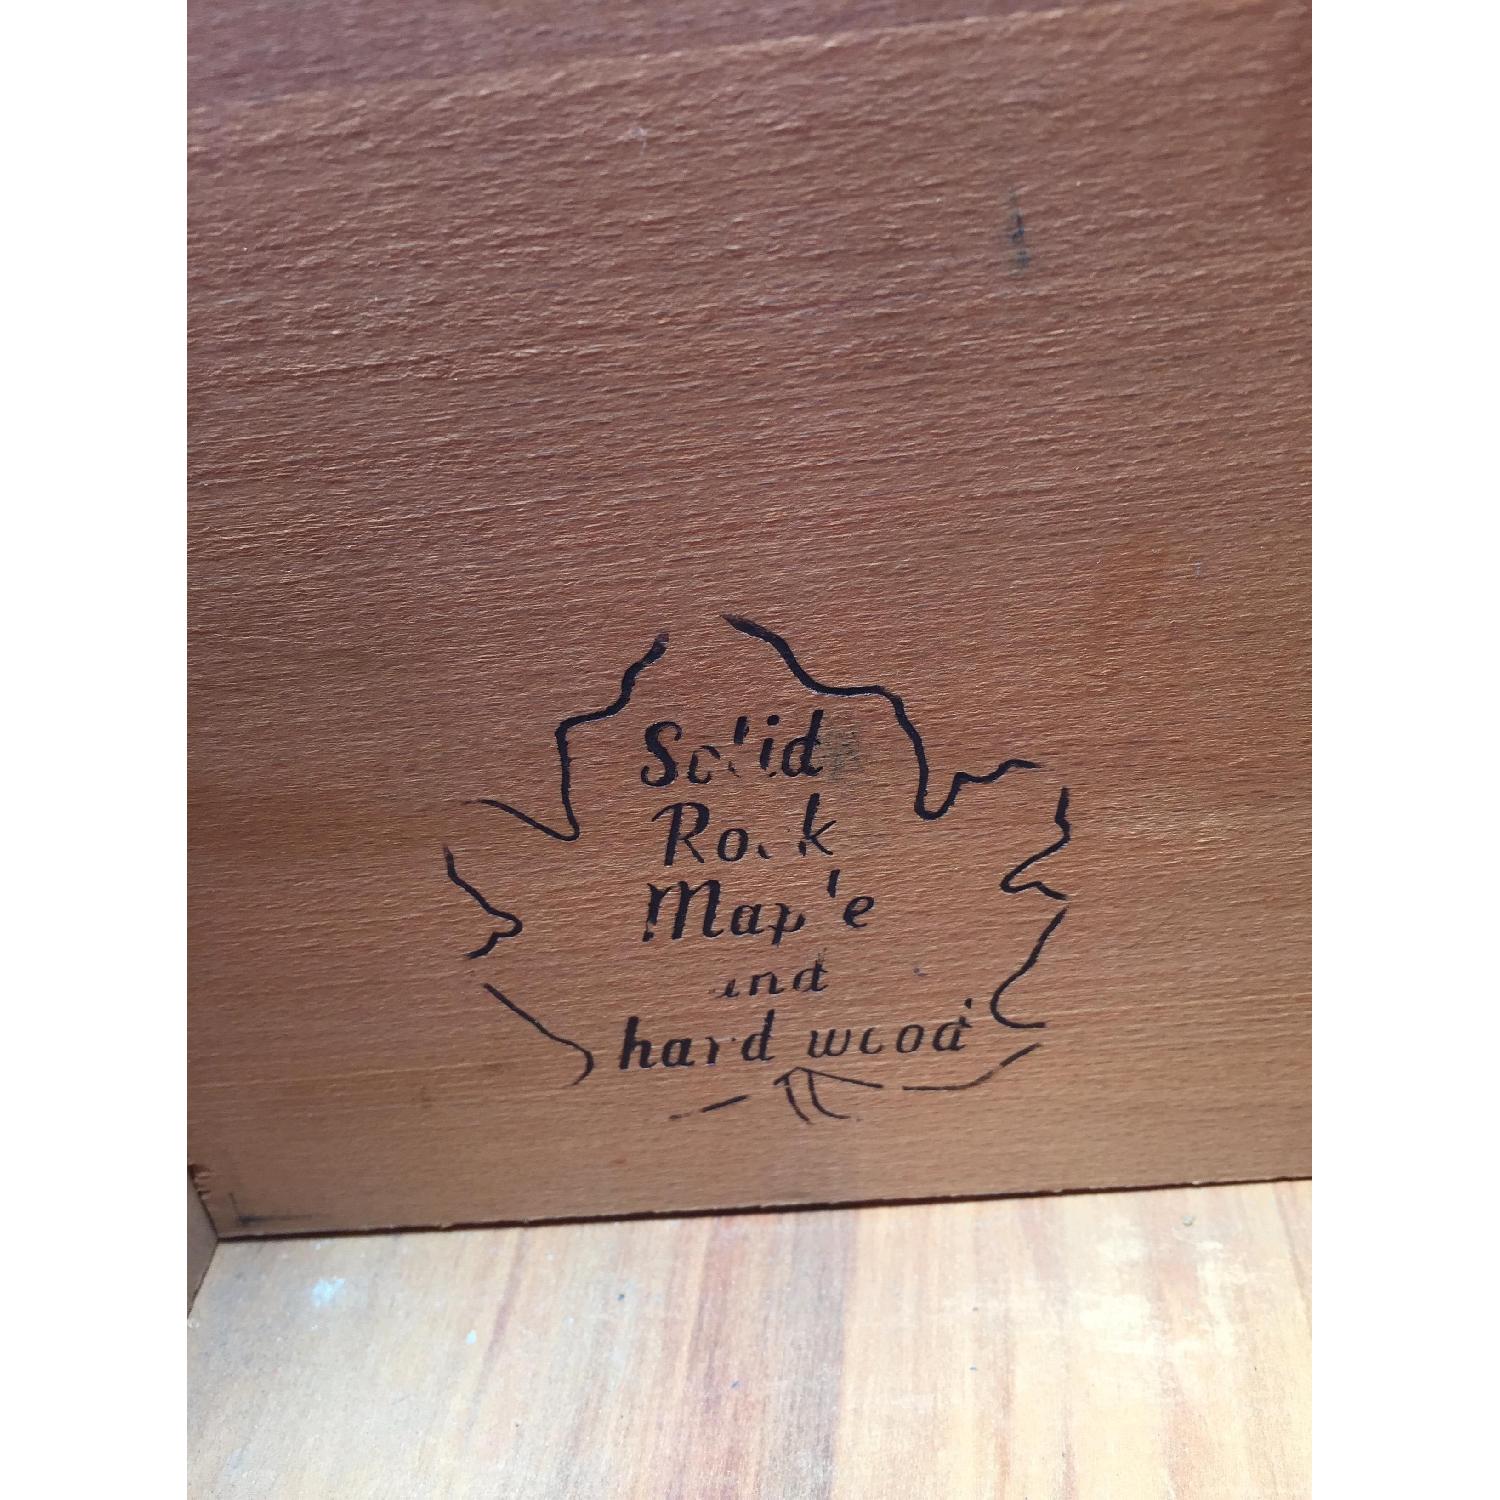 Solid
Rock
Maple
and
hard wood